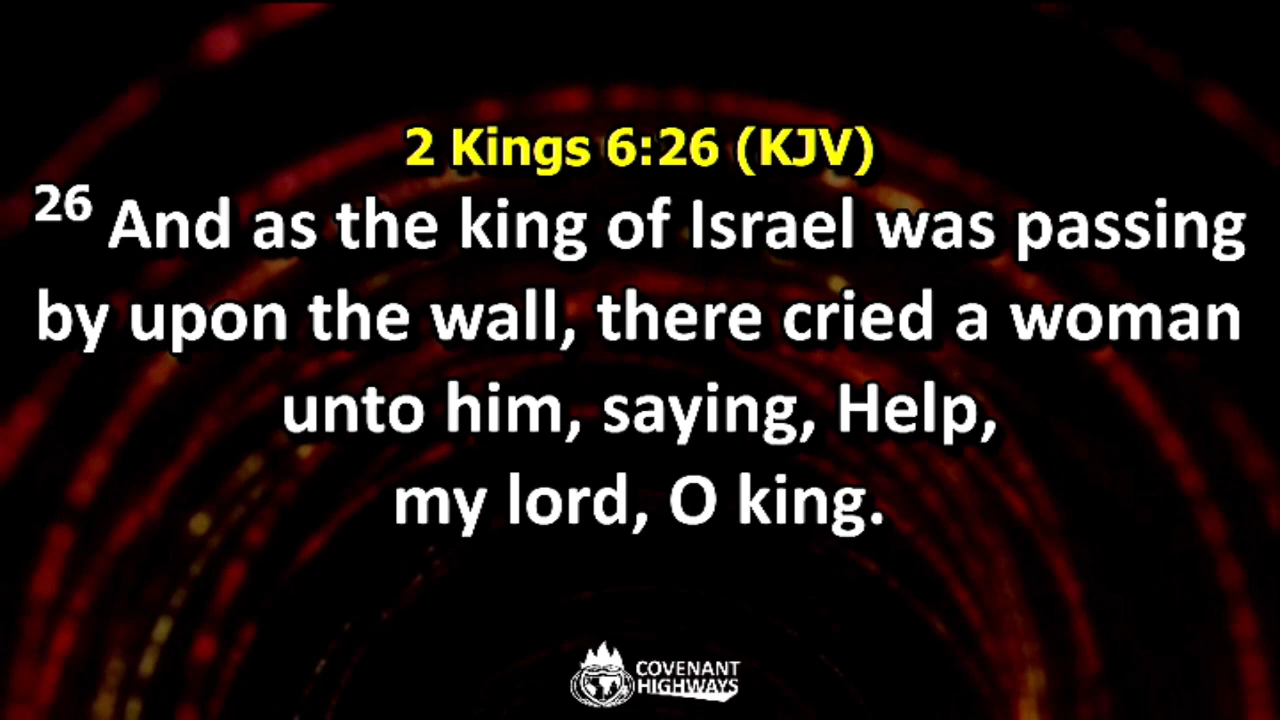 2 Kings 6:26 (KJV)
26 And as the king of Israel was passing
by upon the wall, there cried a woman
unto him, saying, Help,
my lord, O king.
COVENANT
HIGHWAYS